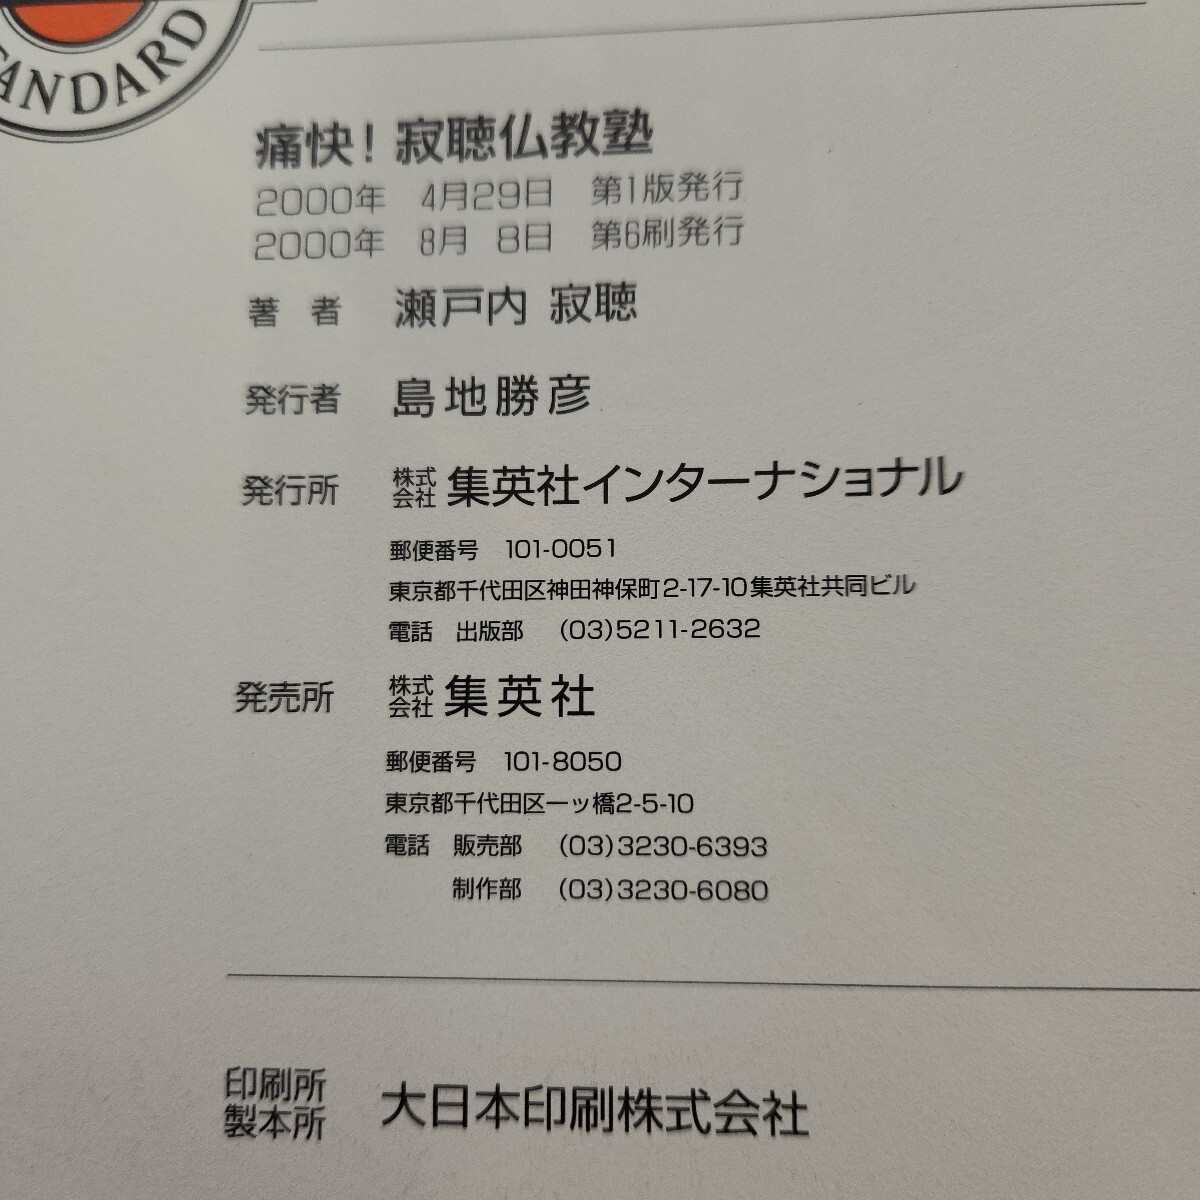 TANDARD
痛快！寂聴仏教塾
2000年 4月29日 第1版発行
2000年 8月 8日 第6刷発行
著 者 瀬戸内 寂聴
発行者 島地勝彦
発行所 株式会社 集英社インターナショナル
郵便番号 101-0051
東京都千代田区神田神保町2-17-10集英社共同ビル
電話 出版部 (03)5211-2632
発売所 株式会社 集英社
郵便番号 101-8050
東京都千代田区一ッ橋2-5-10
電話 販売部 (03)3230-6393
制作部 (03)3230-6080
印刷所
製本所 大日本印刷株式会社